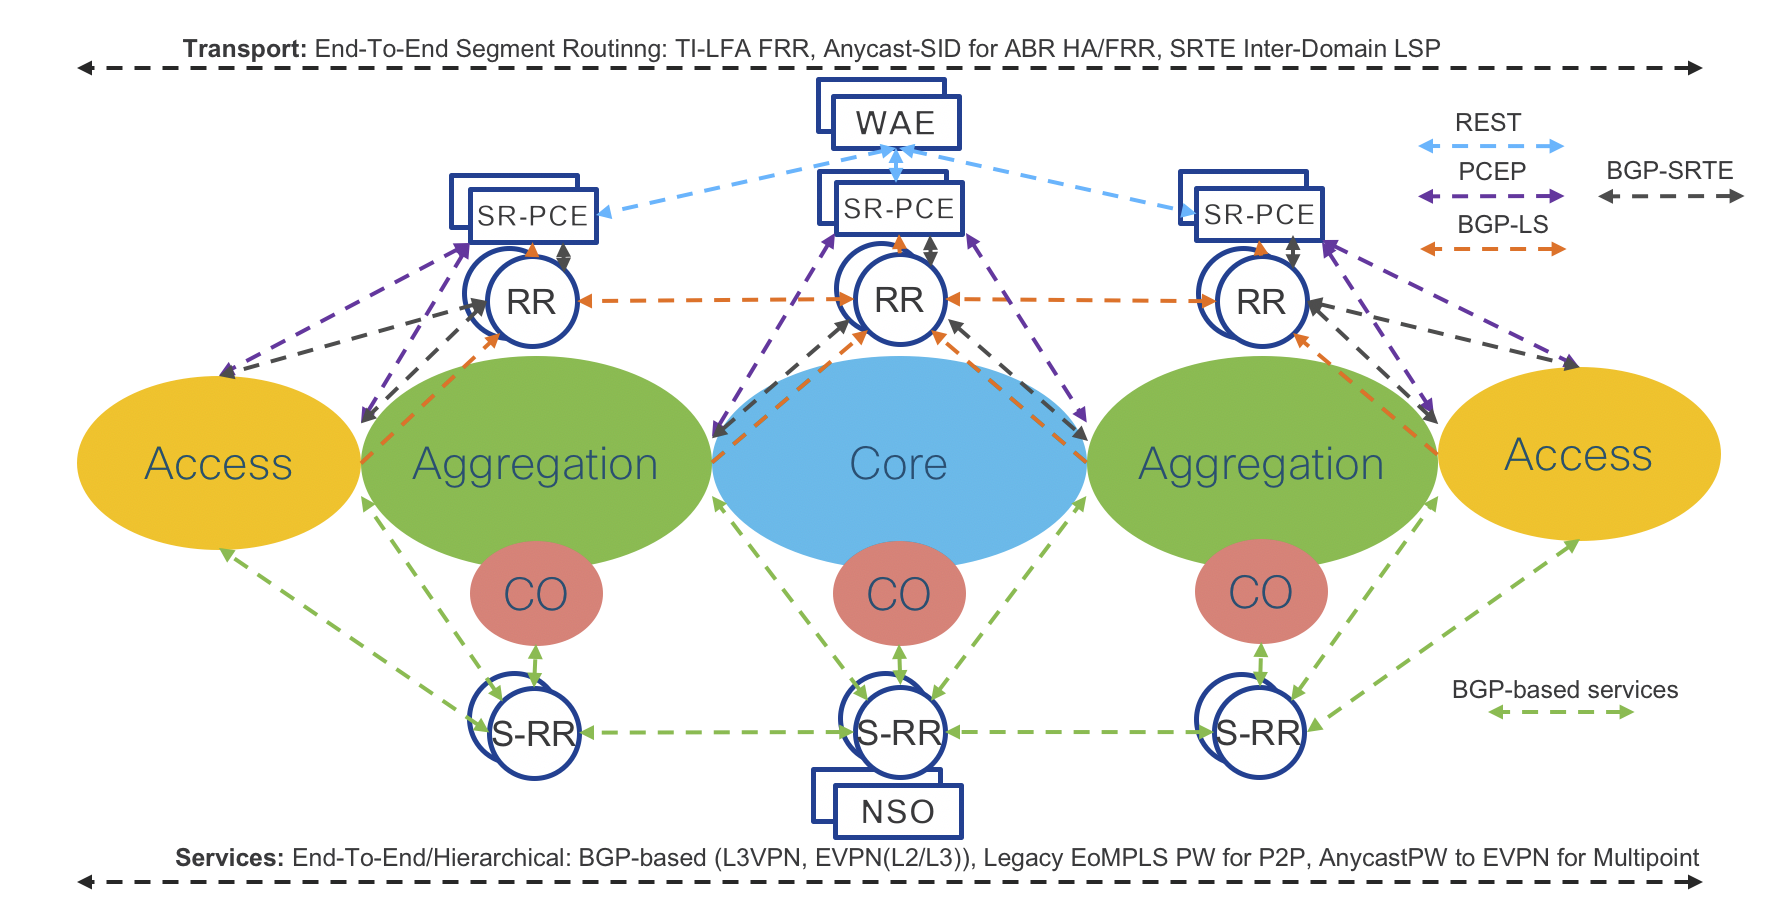 Transport: End-To-End Segment Routinng: TI-LFA FRR, Anycast-SID for ABR HA/FRR, SRTE Inter-Domain LSP
WAE
REST
PCEP
BGP-SRTE
BGP-LS
SR-PCE
SR-PCE
SR-PCE
RR
RR
RR
Access
Aggregation
Core
Aggregation
Access
CO
CO
CO
BGP-based services
S-RR
S-RR
S-RR
NSO
Services: End-To-End/Hierarchical: BGP-based (L3VPN, EVPN(L2/L3)), Legacy EoMPLS PW for P2P, AnycastPW to EVPN for Multipoint